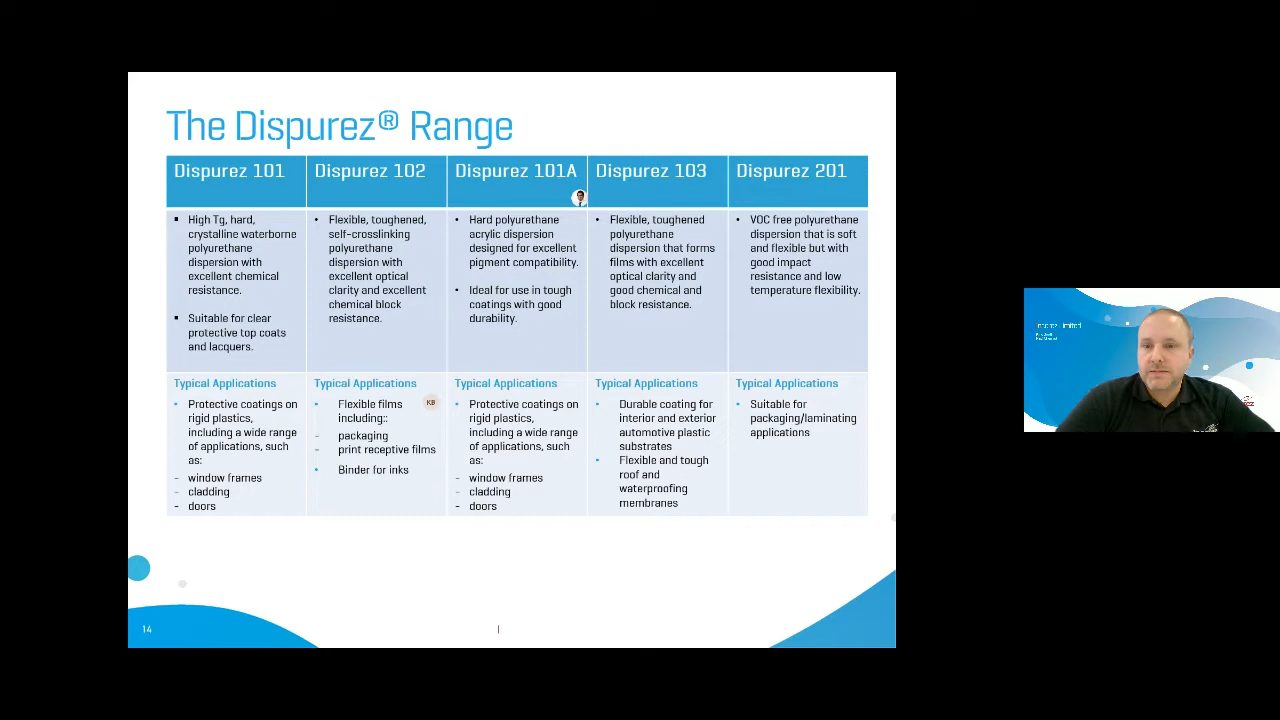 The Dispurez® Range
Dispurez 101
Dispurez 102
Dispurez 101A
Dispurez 103
Dispurez 201
▪ High Tg, hard,
crystalline waterborne
polyurethane
dispersion with
excellent chemical
resistance.
▪ Suitable for clear
protective top coats
and lacquers.
• Flexible, toughened,
self-crosslinking
polyurethane
dispersion with
excellent optical
clarity and excellent
chemical block
resistance.
• Hard polyurethane
acrylic dispersion
designed for excellent
pigment compatibility.
• Ideal for use in tough
coatings with good
durability.
• Flexible, toughened
polyurethane
dispersion that forms
films with excellent
optical clarity and
good chemical and
block resistance.
• VOC free polyurethane
dispersion that is soft
and flexible but with
good impact
resistance and low
temperature flexibility.
Typical Applications
• Protective coatings on
rigid plastics,
including a wide range
of applications, such
as:
- window frames
- cladding
- doors
Typical Applications
• Flexible films
including::
- packaging
- print receptive films
• Binder for inks
KB
Typical Applications
• Protective coatings on
rigid plastics,
including a wide range
of applications, such
as:
- window frames
- cladding
- doors
Typical Applications
• Durable coating for
interior and exterior
automotive plastic
substrates
• Flexible and tough
roof and
waterproofing
membranes
Typical Applications
• Suitable for
packaging/laminating
applications
14
Limited